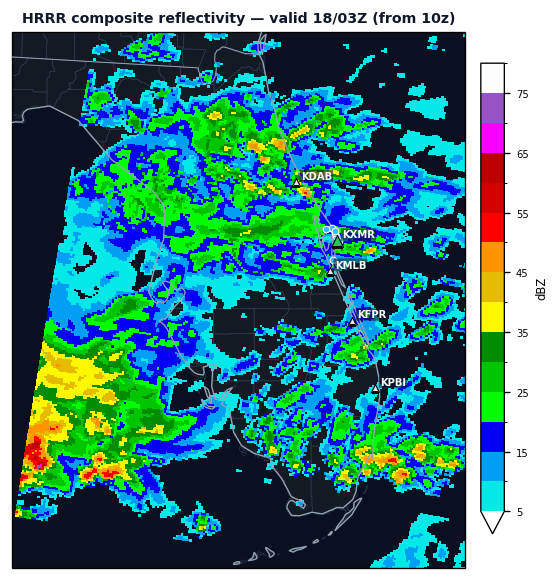 HRRR composite reflectivity — valid 18/03Z (from 10z)
KDAB
KXMR
KMLB
KFPR
KPBI
75
65
55
45
35
25
15
5
dBZ